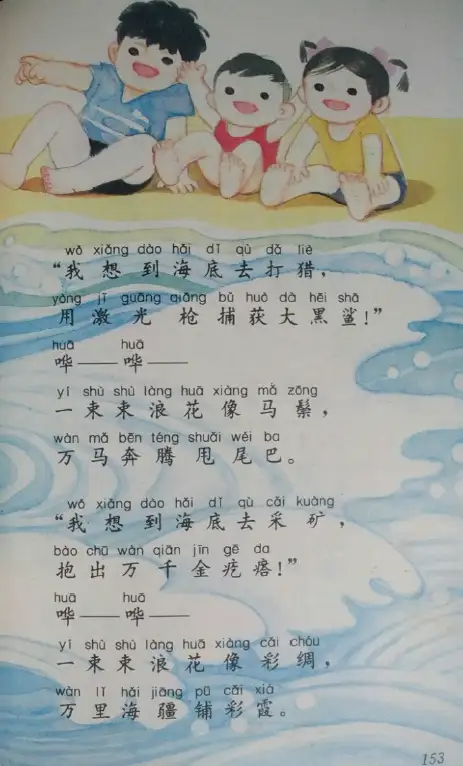 wǒ xiǎng dào hǎi dǐ qù dǎ liè
“我想到海底去打猎，
yòng jī guāng qiāng bǔ huò dà hēi shā
用激光枪捕获大黑鲨！”
huā huā
哗——哗——
yí shù shù làng huā xiàng mǎ zōng
一束束浪花像马鬃，
wàn mǎ bēn téng shuǎi wěi ba
万马奔腾甩尾巴。
wǒ xiǎng dào hǎi dǐ qù cǎi kuàng
“我想到海底去采矿，
bào chū wàn qiān jīn gē da
抱出万千金疙瘩！”
huā huā
哗——哗——
yí shù shù làng huā xiàng cǎi chóu
一束束浪花像彩绸，
wàn lǐ hǎi jiāng pū cǎi xiá
万里海疆铺彩霞。
153